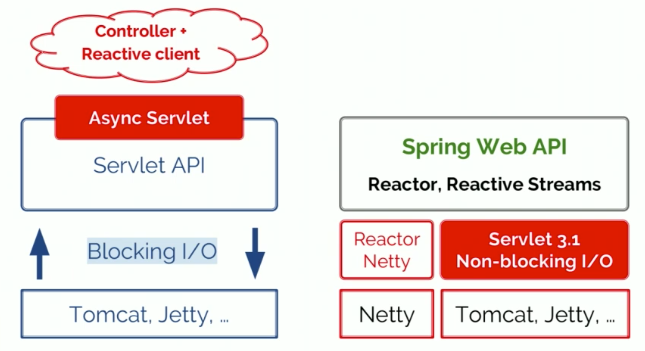 Controller +
Reactive client
Async Servlet
Servlet API
Blocking I/O
Tomcat, Jetty, ...
Spring Web API
Reactor, Reactive Streams
Reactor
Netty
Servlet 3.1
Non-blocking I/O
Netty
Tomcat, Jetty, ...